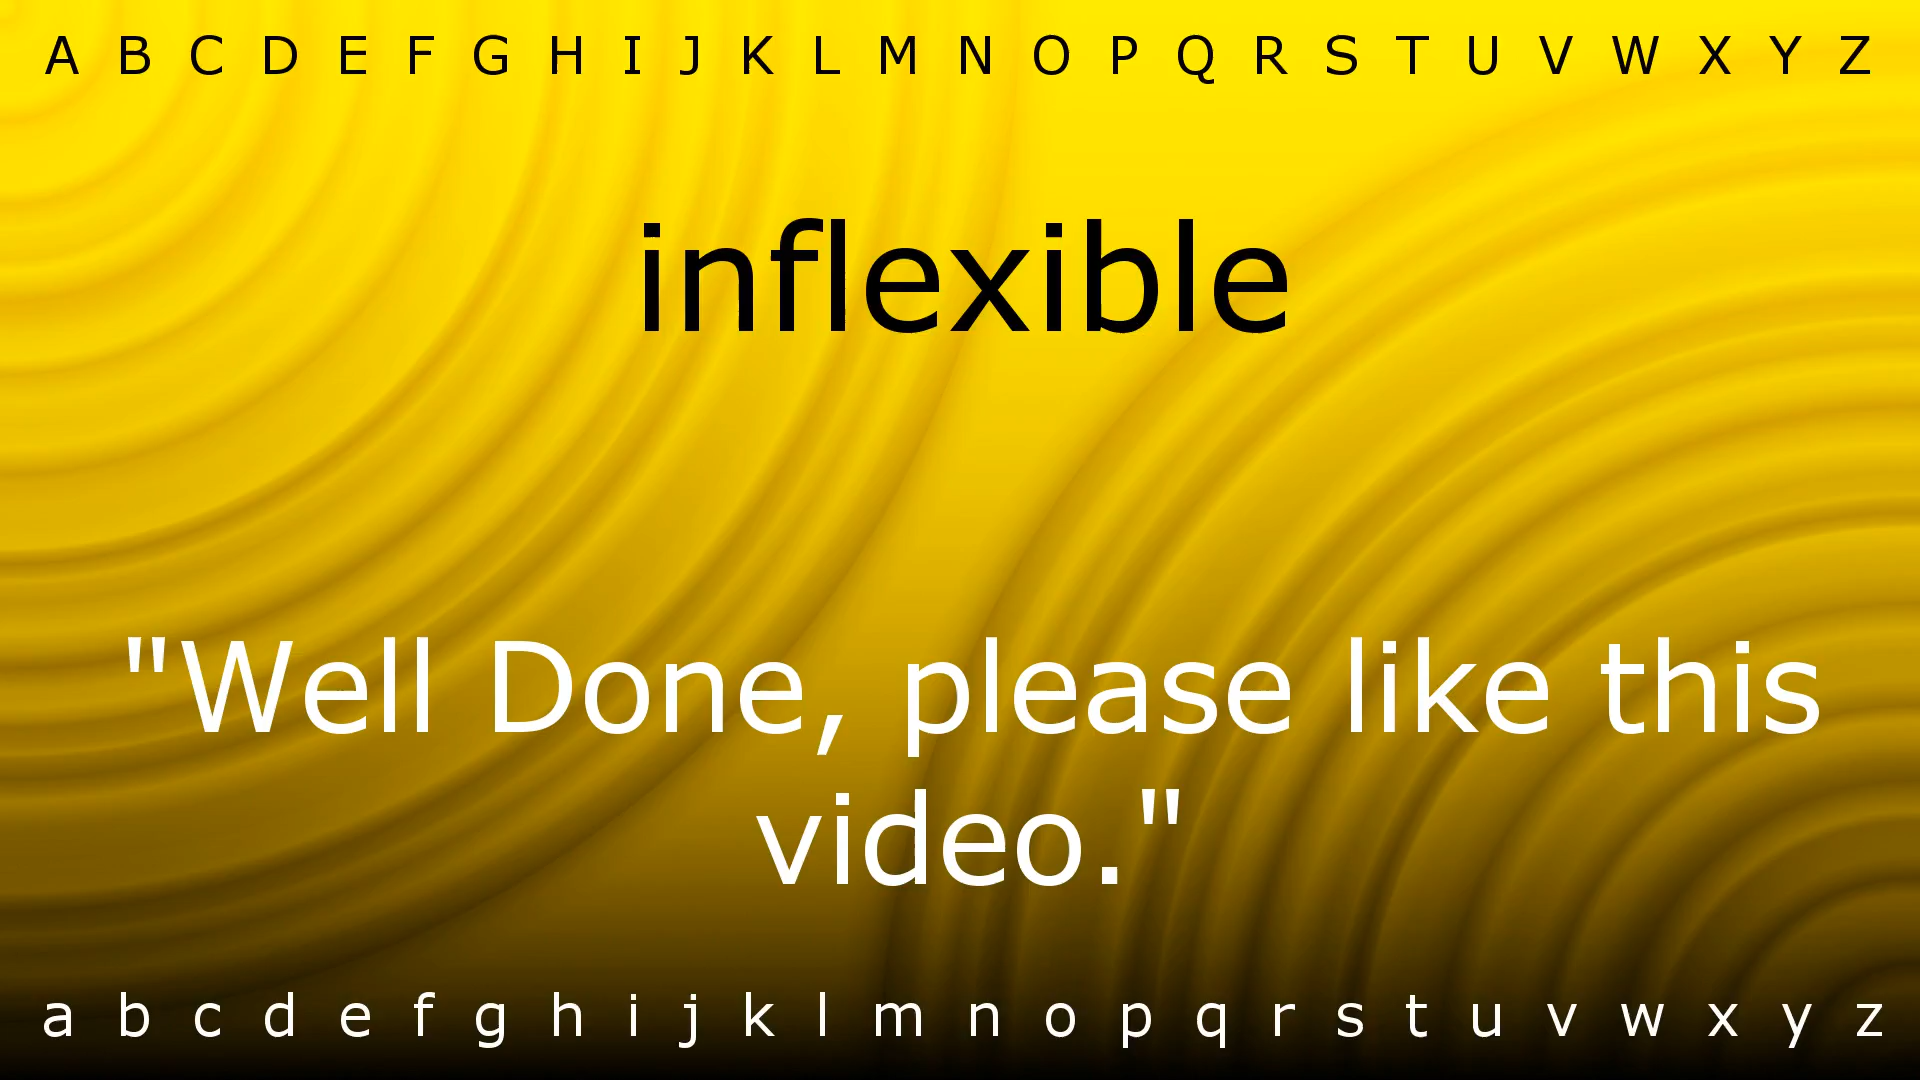 A B C D E F G H I J K L M N O P Q R S T U V W X Y Z
inflexible
"Well Done, please like this
video."
a b c d e f g h i j k l m n o p q r s t u v w x y z